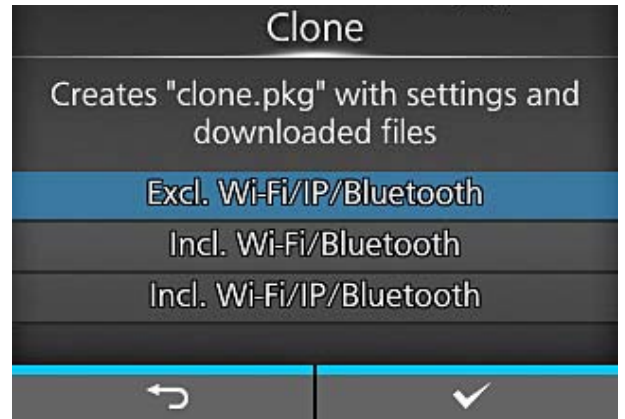 Clone
Creates "clone.pkg" with settings and
downloaded files
Excl. Wi-Fi/IP/Bluetooth
Incl. Wi-Fi/Bluetooth
Incl. Wi-Fi/IP/Bluetooth